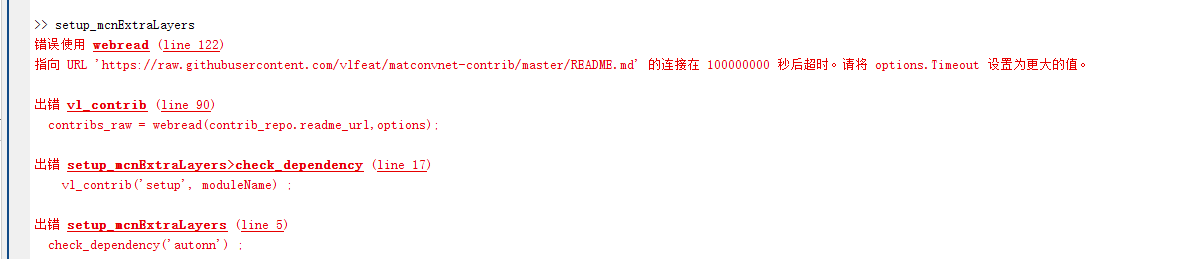 >> setup_mcnExtraLayers
错误使用 webread (line 122)
指向 URL 'https://raw.githubusercontent.com/vlfeat/matconvnet-contrib/master/README.md' 的连接在 100000000 秒后超时。请将 options.Timeout 设置为更大的值。
出错 vl_contrib (line 90)
contribs_raw = webread(contrib_repo.readme_url,options);
出错 setup_mcnExtraLayers>check_dependency (line 17)
vl_contrib('setup', moduleName) ;
出错 setup_mcnExtraLayers (line 5)
check_dependency('autonn') ;